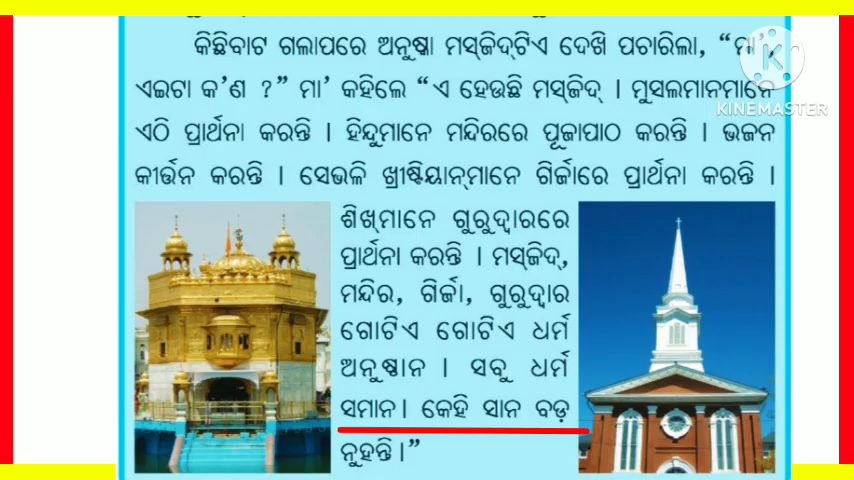 କିଛିବାଟ ଗଲାପରେ ଅନୁଷ୍କା ମସ୍‌ଜିଦ୍‌ଟିଏ ଦେଖି ପଚାରିଲା, “ମା’,
ଏଇଟା କ’ଣ ?” ମା’ କହିଲେ “ଏ ହେଉଛି ମସ୍‌ଜିଦ୍ । ମୁସଲମାନମାନେ
KINEMASTER
ଏଠି ପ୍ରାର୍ଥନା କରନ୍ତି । ହିନ୍ଦୁମାନେ ମନ୍ଦିରରେ ପୂଜାପାଠ କରନ୍ତି । ଭଜନ
କୀର୍ତ୍ତନ କରନ୍ତି । ସେଭଳି ଖ୍ରୀଷ୍ଟିୟାନ୍‌ମାନେ ଗିର୍ଜାରେ ପ୍ରାର୍ଥନା କରନ୍ତି ।
ଶିଖ୍‌ମାନେ ଗୁରୁଦ୍ୱାରରେ
ପ୍ରାର୍ଥନା କରନ୍ତି । ମସ୍‌ଜିଦ୍,
ମନ୍ଦିର, ଗିର୍ଜା, ଗୁରୁଦ୍ୱାର
ଗୋଟିଏ ଗୋଟିଏ ଧର୍ମ
ଅନୁଷ୍ଠାନ । ସବୁ ଧର୍ମ
ସମାନ। କେହି ସାନ ବଡ଼
ନୁହନ୍ତି।”